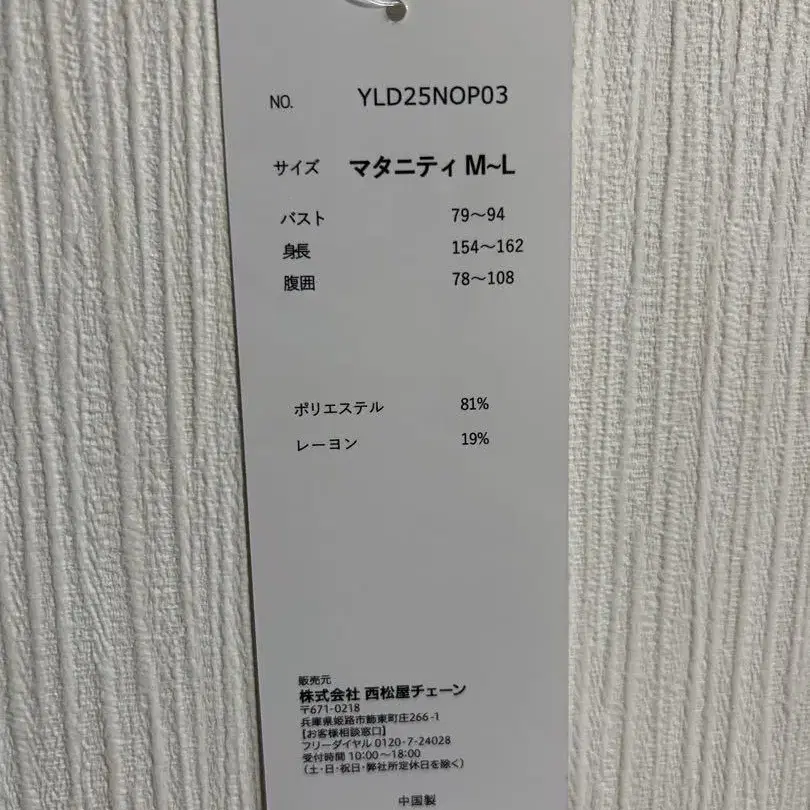 NO. YLD25NOP03
サイズ マタニティ M~L
バスト 79〜94
身長 154〜162
腹囲 78〜108
ポリエステル 81%
レーヨン 19%
販売元
株式会社 西松屋チェーン
〒671-0218
兵庫県姫路市飾東町庄266-1
【お客様相談窓口】
フリーダイヤル 0120-7-24028
受付時間 10:00〜18:00
(土・日・祝日・弊社所定休日を除く)
中国製